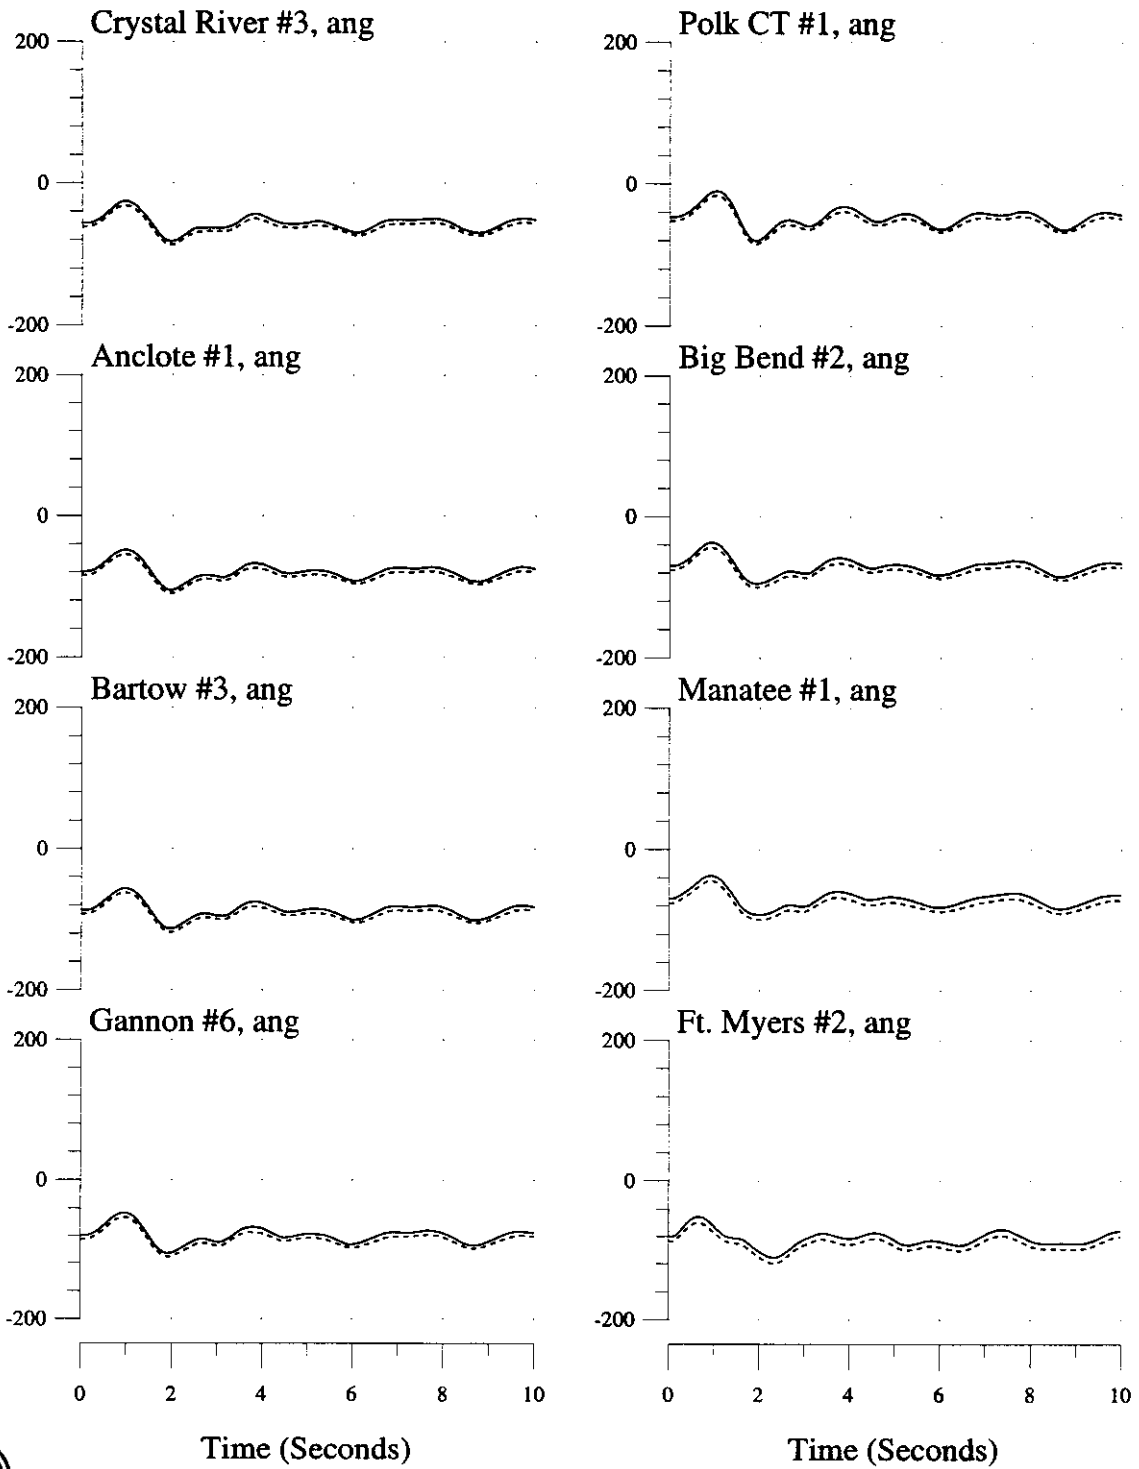 Crystal River #3, ang
200
0
-200
Anclote #1, ang
200
0
-200
Bartow #3, ang
200
0
-200
Gannon #6, ang
200
0
-200
0 2 4 6 8 10
Time (Seconds)
Polk CT #1, ang
200
0
-200
Big Bend #2, ang
200
0
-200
Manatee #1, ang
200
0
-200
Ft. Myers #2, ang
200
0
-200
0 2 4 6 8 10
Time (Seconds)